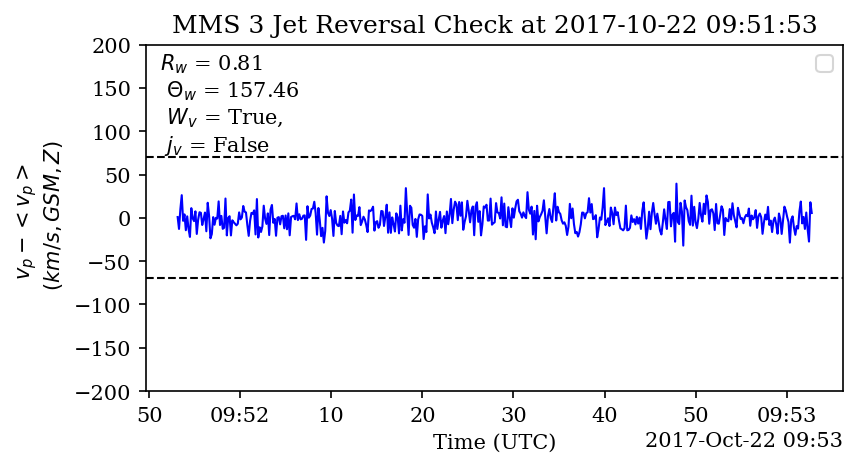 MMS 3 Jet Reversal Check at 2017-10-22 09:51:53
R_w = 0.81
Θ_w = 157.46
W_v = True,
j_v = False
200
150
100
50
0
−50
−100
−150
−200
v_p − < v_p >
(km/s, GSM, Z)
50 09:52 10 20 30 40 50 09:53
Time (UTC)
2017-Oct-22 09:53